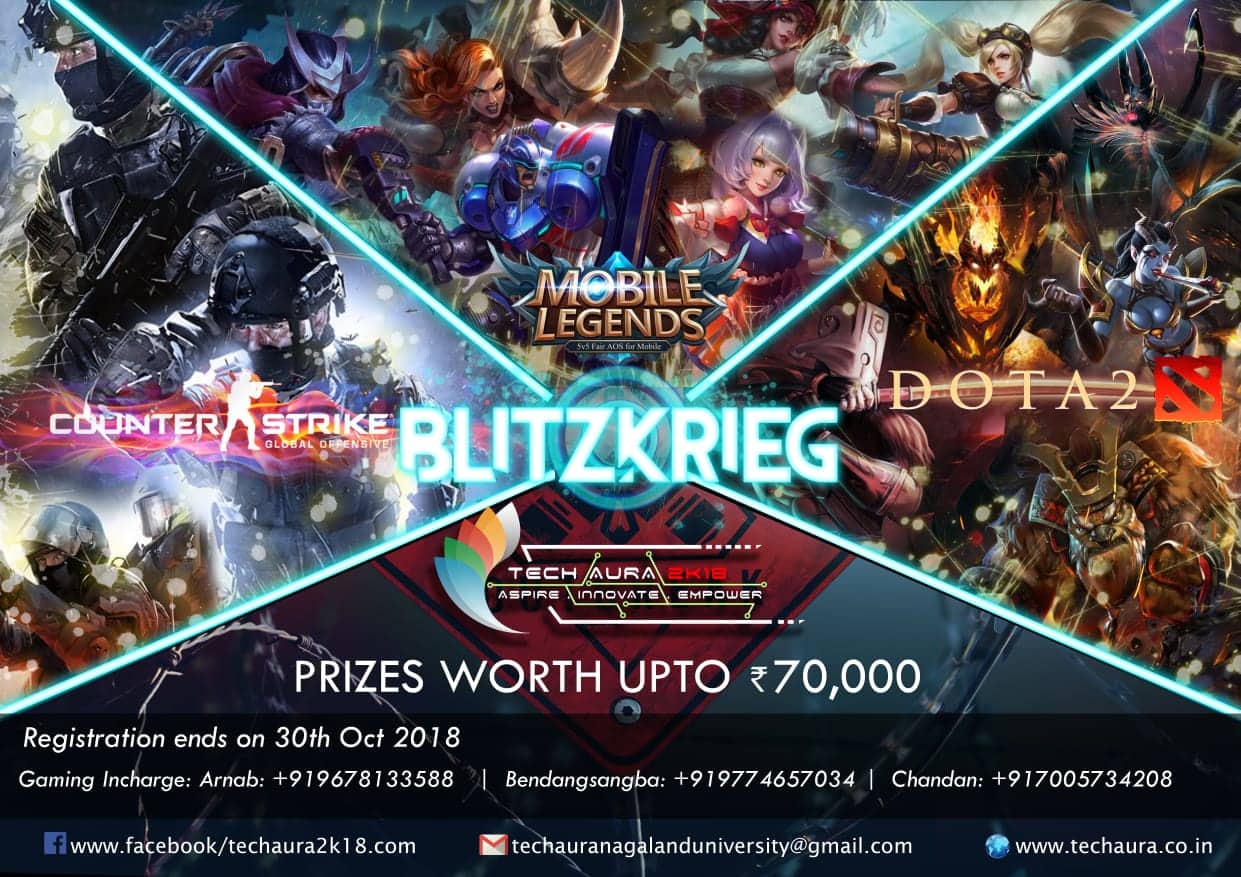 MOBILE
LEGENDS
5v5 Fair AOS for Mobile
COUNTER STRIKE
GLOBAL OFFENSIVE
DOTA 2
BLITZKRIEG
TECH AURA 2K18
ASPIRE . INNOVATE . EMPOWER
PRIZES WORTH UPTO ₹70,000
Registration ends on 30th Oct 2018
Gaming Incharge: Arnab: +919678133588 | Bendangsangba: +919774657034 | Chandan: +917005734208
www.facebook/techaura2k18.com techauranagalanduniversity@gmail.com www.techaura.co.in